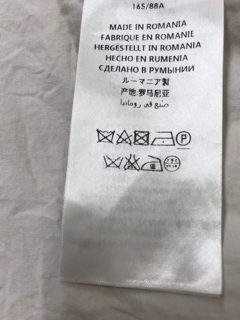 165/88A
MADE IN ROMANIA
FABRIQUE EN ROMANIE
HERGESTELLT IN ROMANIA
HECHO EN RUMENIA
СДЕЛАНО В РУМЫНИИ
ルーマニア製
产地:罗马尼亚
صنع في رومانيا
P